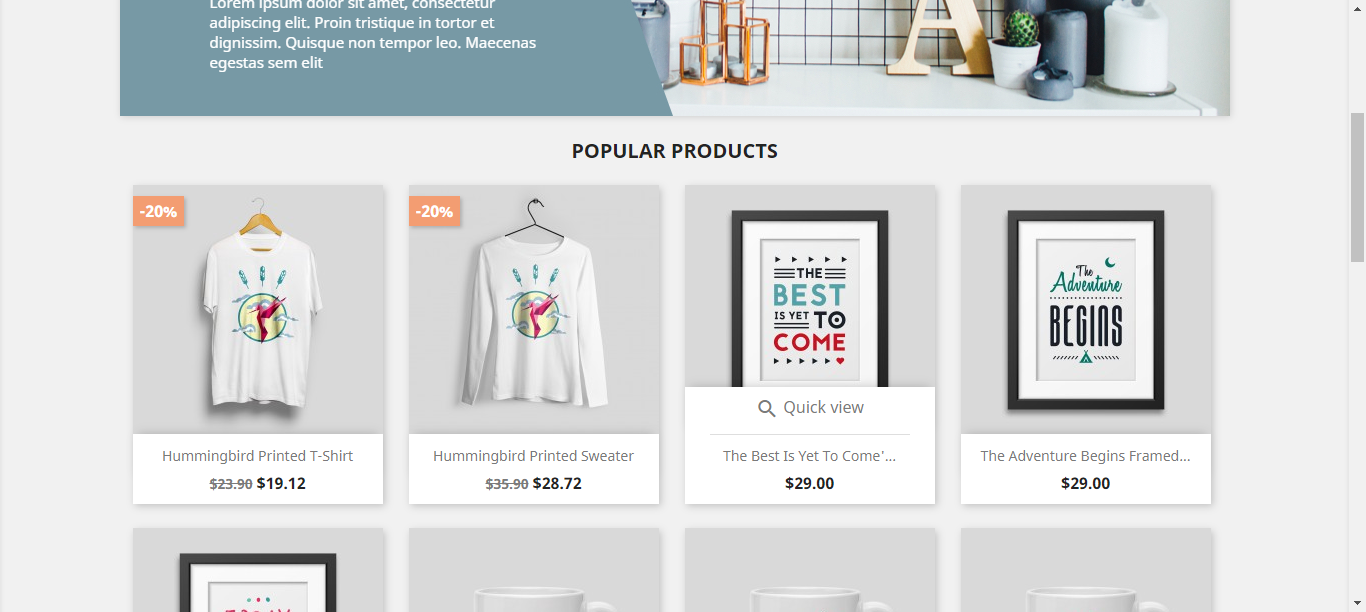 Lorem ipsum dolor sit amet, consectetur
adipiscing elit. Proin tristique in tortor et
dignissim. Quisque non tempor leo. Maecenas
egestas sem elit
A
POPULAR PRODUCTS
-20%
-20%
THE
BEST
IS YET TO
COME
The
Adventure
BEGINS
Quick view
Hummingbird Printed T-Shirt
$23.90 $19.12
Hummingbird Printed Sweater
$35.90 $28.72
The Best Is Yet To Come'...
$29.00
The Adventure Begins Framed...
$29.00